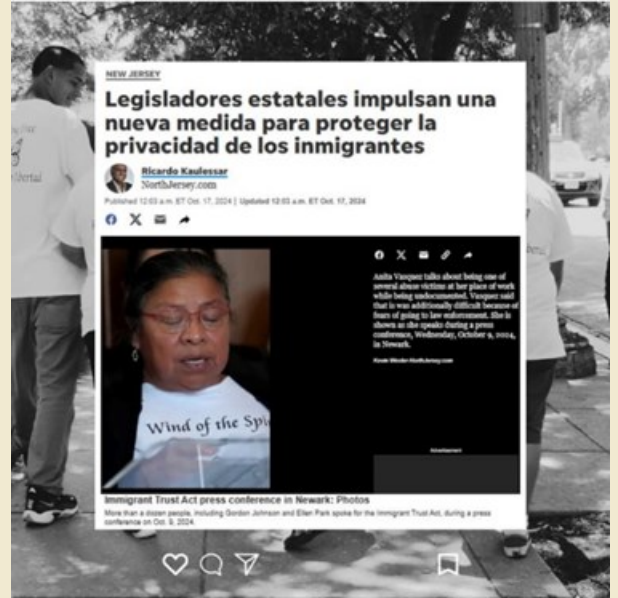 NEW JERSEY
Legisladores estatales impulsan una
nueva medida para proteger la
privacidad de los inmigrantes
Ricardo Kaulessar
NorthJersey.com
Published 12:03 a.m. ET Oct. 17, 2024 | Updated 12:03 a.m. ET Oct. 17, 2024
Anita Vazquez talks about being one of
several abuse victims at her place of work
while being undocumented. Vazquez said
that is was additionally difficult because of
fears of going to law enforcement. She is
shown as she speaks during a press
conference, Wednesday, October 9, 2024,
in Newark.
Advertisement
Wind of the Spi
Immigrant Trust Act press conference in Newark: Photos
More than a dozen people, including Gordon Johnson and Ellen Park spoke for the Immigrant Trust Act, during a press
conference on Oct. 9, 2024.